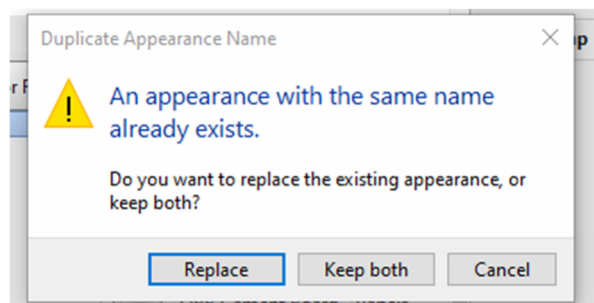 Duplicate Appearance Name
An appearance with the same name
already exists.
Do you want to replace the existing appearance, or
keep both?
Replace
Keep both
Cancel